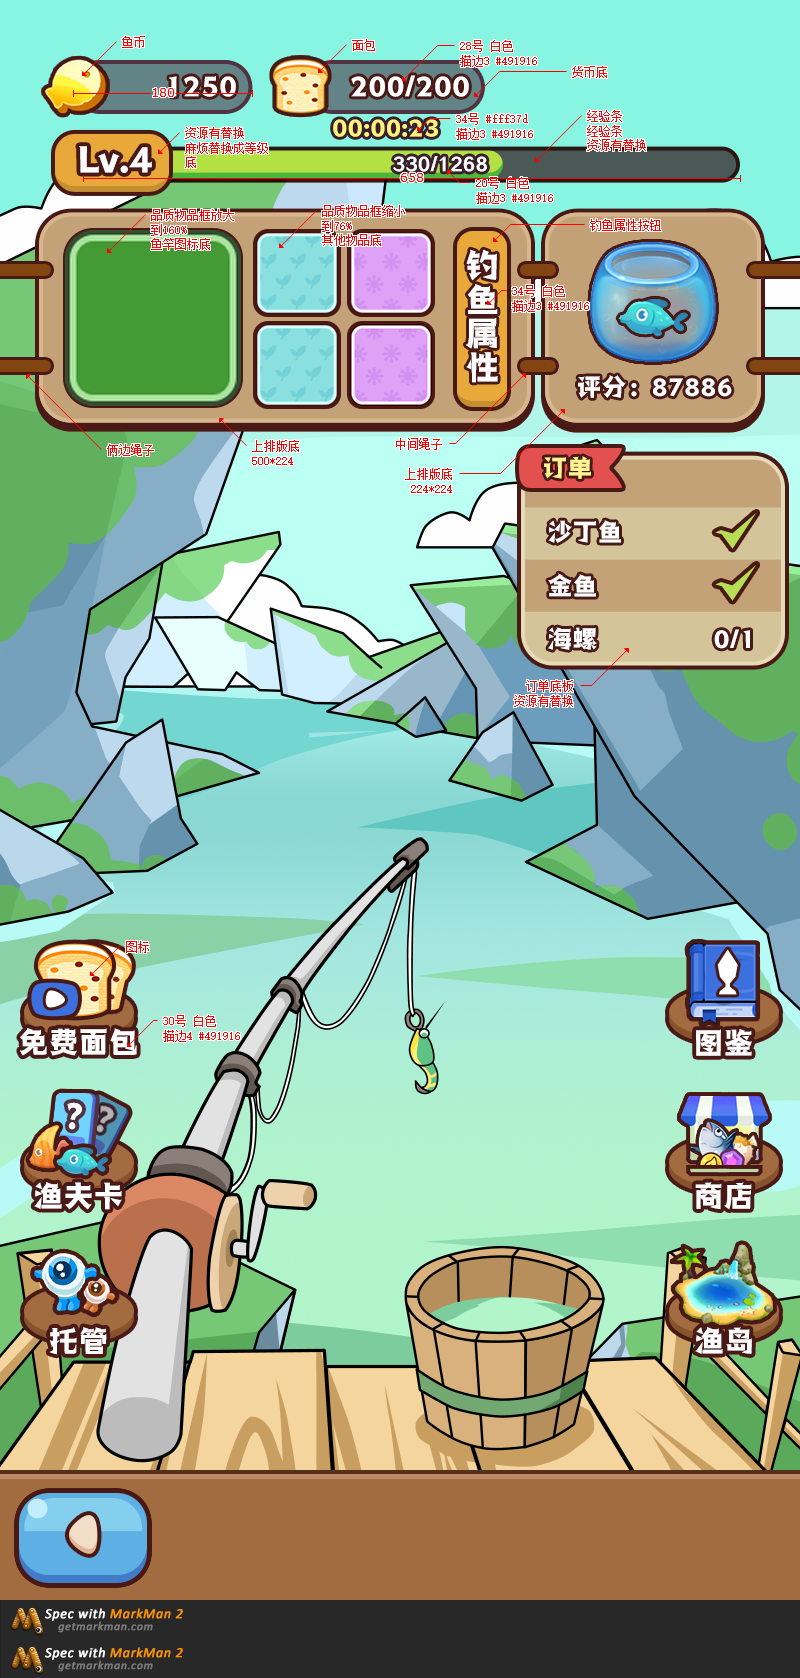 鱼币
面包
28号 白色
描边3 #491916
货币底
1250
180
200/200
00:00:23
34号 #fff37d
描边3 #491916
经验条
经验条
资源有替换
Lv.4
资源有替换
麻烦替换成等级
底
330/1268
658
20号 白色
描边3 #491916
品质物品框放大
到160%
鱼竿图标底
品质物品框缩小
到76%
其他物品底
钓鱼属性按钮
钓鱼属性
34号 白色
描边3 #491916
评分：87886
俩边绳子
上排版底
500*224
中间绳子
上排版底
224*224
订单
沙丁鱼
金鱼
海螺
0/1
订单底板
资源有替换
图标
免费面包
30号 白色
描边4 #491916
图鉴
渔夫卡
商店
托管
渔岛
Spec with MarkMan 2
getmarkman.com
Spec with MarkMan 2
getmarkman.com